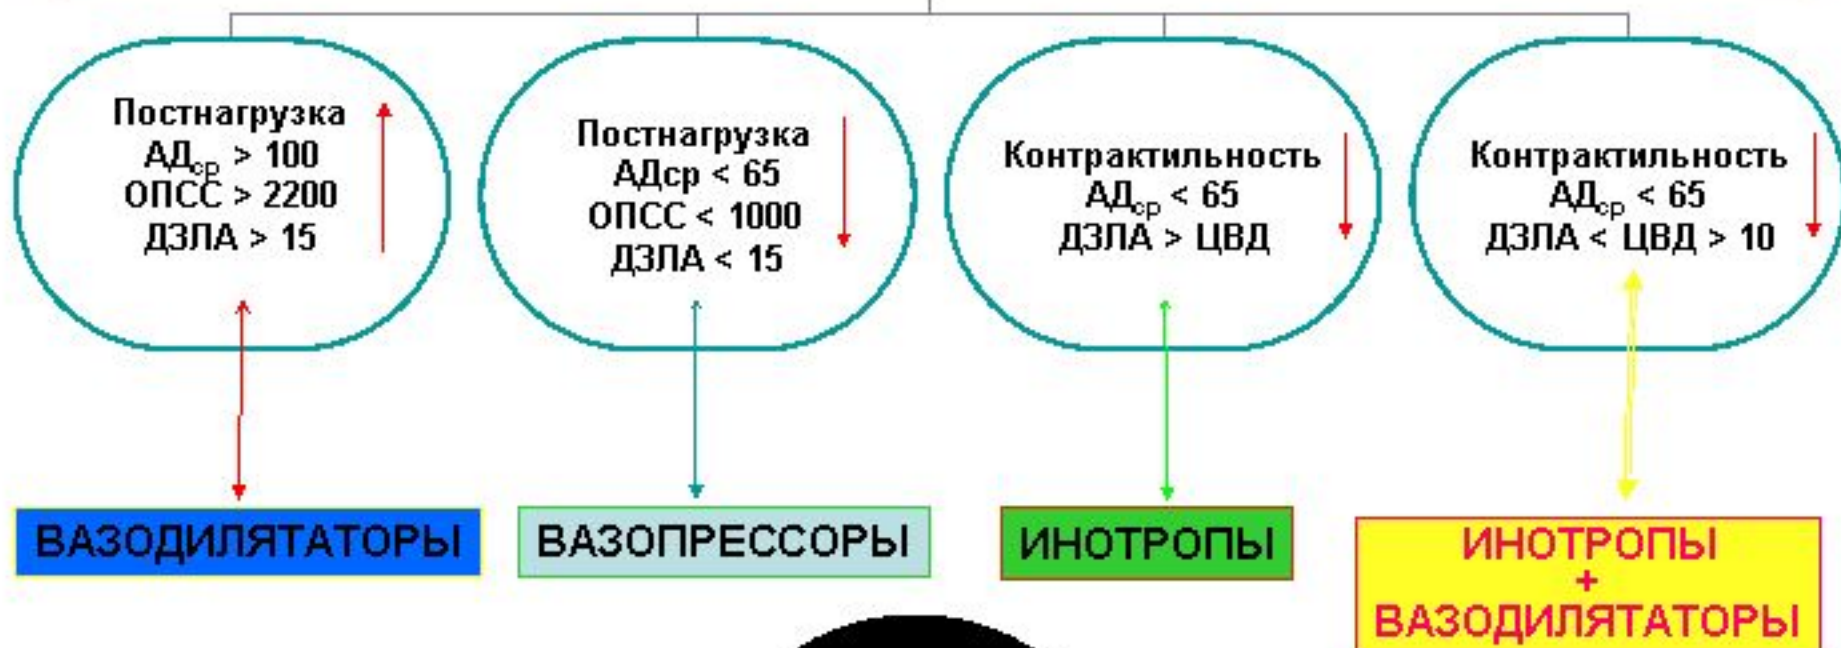 Постнагрузка
АДср > 100
ОПСС > 2200
ДЗЛА > 15
Постнагрузка
АДср < 65
ОПСС < 1000
ДЗЛА < 15
Контрактильность
АДср < 65
ДЗЛА > ЦВД
Контрактильность
АДср < 65
ДЗЛА < ЦВД > 10
ВАЗОДИЛЯТАТОРЫ
ВАЗОПРЕССОРЫ
ИНОТРОПЫ
ИНОТРОПЫ
+
ВАЗОДИЛЯТАТОРЫ